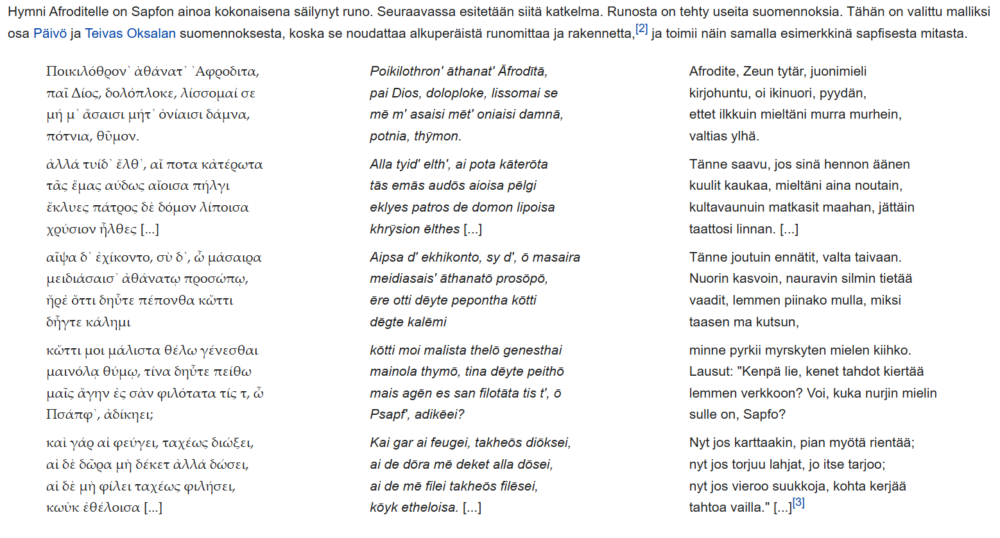 Hymni Afroditelle on Sapfon ainoa kokonaisena säilynyt runo. Seuraavassa esitetään siitä katkelma. Runosta on tehty useita suomennoksia. Tähän on valittu malliksi
osa Päivö ja Teivas Oksalan suomennoksesta, koska se noudattaa alkuperäistä runomittaa ja rakennetta,[2] ja toimii näin samalla esimerkkinä sapfisesta mitasta.
Ποικιλόθρον᾽ ὰθάνατ᾽ ᾽Αφροδιτα,
παῖ Δίος, δολόπλοκε, λίσσομαί σε
μή μ᾽ ἄσαισι μήτ᾽ ὀνίαισι δάμνα,
πότνια, θῦμον.
ἀλλά τυίδ᾽ ἔλθ᾽, αἴ ποτα κἀτέρωτα
τᾶς ἔμας αύδως αἴοισα πήλγι
ἔκλυες πάτρος δὲ δόμον λίποισα
χρύσιον ἦλθες [...]
αῖψα δ᾽ ἐχίκοντο, σὺ δ᾽, ὦ μάσαιρα
μειδιάσαισ᾽ ἀθάνατῳ προσώπῳ,
ἤρἐ ὄττι δηὖτε πέπονθα κὤττι
δἦγτε κάλημι
κὤττι μοι μάλιστα θέλω γένεσθαι
μαινόλᾳ θύμῳ, τίνα δηὖτε πείθω
μαῖς ἄγην ἐς σὰν φιλότατα τίς τ, ὦ
Πσάπφ᾽, ἀδίκηει;
καὶ γάρ αἰ φεύγει, ταχέως διώξει,
αἰ δὲ δῶρα μὴ δέκετ ἀλλά δώσει,
αἰ δὲ μὴ φίλει ταχέως φιλήσει,
κωὐκ ἐθέλοισα [...]
Poikilothron' āthanat' Āfrodītā,
pai Dios, doloploke, lissomai se
mē m' asaisi mēt' oniaisi damnā,
potnia, thȳmon.
Alla tyid' elth', ai pota kāterōta
tās emās audōs aioisa pēlgi
eklyes patros de domon lipoisa
khrȳsion ēlthes [...]
Aipsa d' ekhikonto, sy d', ō masaira
meidiasais' āthanatō prosōpō,
ēre otti dēyte pepontha kōtti
dēgte kalēmi
kōtti moi malista thelō genesthai
mainola thymō, tina dēyte peithō
mais agēn es san filotāta tis t', ō
Psapf', adikēei?
Kai gar ai feugei, takheōs diōksei,
ai de dōra mē deket alla dōsei,
ai de mē filei takheōs filēsei,
kōyk etheloisa. [...]
Afrodite, Zeun tytär, juonimieli
kirjohuntu, oi ikinuori, pyydän,
ettet ilkkuin mieltäni murra murhein,
valtias ylhä.
Tänne saavu, jos sinä hennon äänen
kuulit kaukaa, mieltäni aina noutain,
kultavaunuin matkasit maahan, jättäin
taattosi linnan. [...]
Tänne joutuin ennätit, valta taivaan.
Nuorin kasvoin, nauravin silmin tietää
vaadit, lemmen piinako mulla, miksi
taasen ma kutsun,
minne pyrkii myrskyten mielen kiihko.
Lausut: "Kenpä lie, kenet tahdot kiertää
lemmen verkkoon? Voi, kuka nurjin mielin
sulle on, Sapfo?
Nyt jos karttaakin, pian myötä rientää;
nyt jos torjuu lahjat, jo itse tarjoo;
nyt jos vieroo suukkoja, kohta kerjää
tahtoa vailla." [...][3]